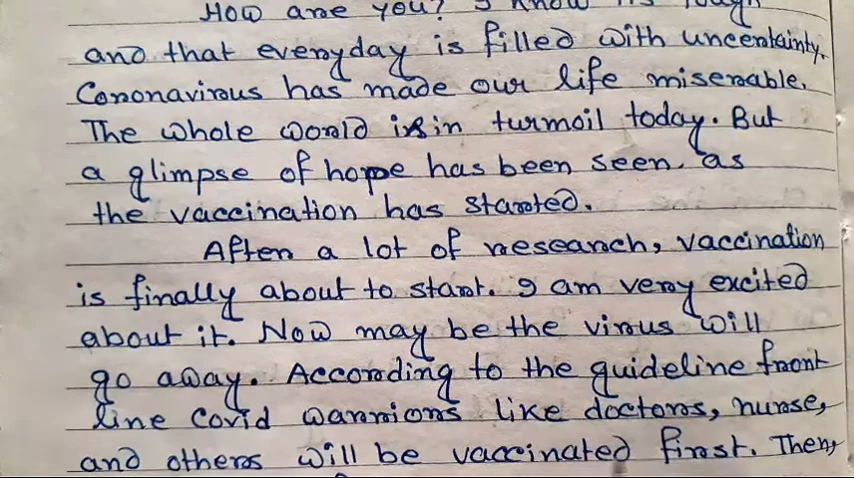 How are you? I know its tough
and that everyday is filled with uncertainty.
Coronavirus has made our life miserable.
The whole world is in turmoil today. But
a glimpse of hope has been seen as
the vaccination has started.
After a lot of research, vaccination
is finally about to start. I am very excited
about it. Now may be the virus will
go away. According to the guideline front
line Covid warriors like doctors, nurse,
and others will be vaccinated first. Then,